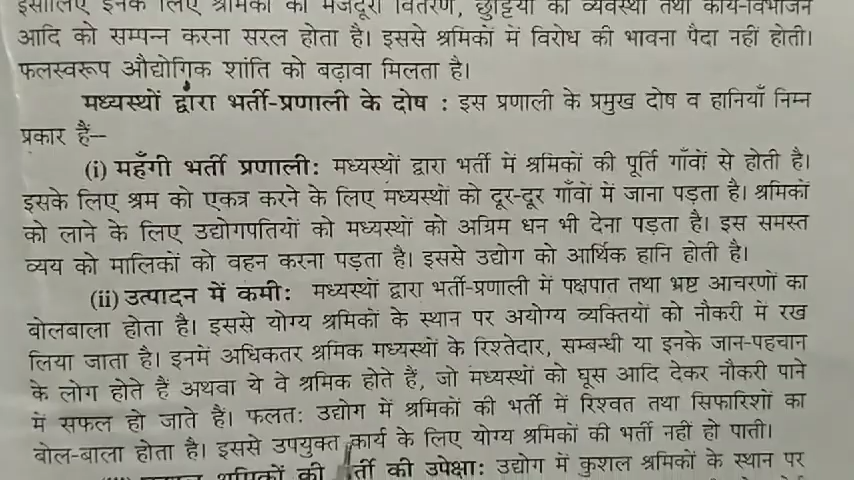 इसीलिए इनके लिए श्रमिकों को मजदूरी वितरण, छुट्टियों की व्यवस्था तथा कार्य-विभाजन
आदि को सम्पन्न करना सरल होता है। इससे श्रमिकों में विरोध की भावना पैदा नहीं होती।
फलस्वरूप औद्योगिक शांति को बढ़ावा मिलता है।
मध्यस्थों द्वारा भर्ती-प्रणाली के दोष : इस प्रणाली के प्रमुख दोष व हानियाँ निम्न
प्रकार हैं–
(i) महँगी भर्ती प्रणाली: मध्यस्थों द्वारा भर्ती में श्रमिकों की पूर्ति गाँवों से होती है।
इसके लिए श्रम को एकत्र करने के लिए मध्यस्थों को दूर-दूर गाँवों में जाना पड़ता है। श्रमिकों
को लाने के लिए उद्योगपतियों को मध्यस्थों को अग्रिम धन भी देना पड़ता है। इस समस्त
व्यय को मालिकों को वहन करना पड़ता है। इससे उद्योग को आर्थिक हानि होती है।
(ii) उत्पादन में कमी: मध्यस्थों द्वारा भर्ती-प्रणाली में पक्षपात तथा भ्रष्ट आचरणों का
बोलबाला होता है। इससे योग्य श्रमिकों के स्थान पर अयोग्य व्यक्तियों को नौकरी में रख
लिया जाता है। इनमें अधिकतर श्रमिक मध्यस्थों के रिश्तेदार, सम्बन्धी या इनके जान-पहचान
के लोग होते हैं अथवा ये वे श्रमिक होते हैं, जो मध्यस्थों को घूस आदि देकर नौकरी पाने
में सफल हो जाते हैं। फलतः उद्योग में श्रमिकों की भर्ती में रिश्वत तथा सिफारिशों का
बोल-बाला होता है। इससे उपयुक्त कार्य के लिए योग्य श्रमिकों की भर्ती नहीं हो पाती।
श्रमिकों की की उपेक्षा: उद्योग में कुशल श्रमिकों के स्थान पर